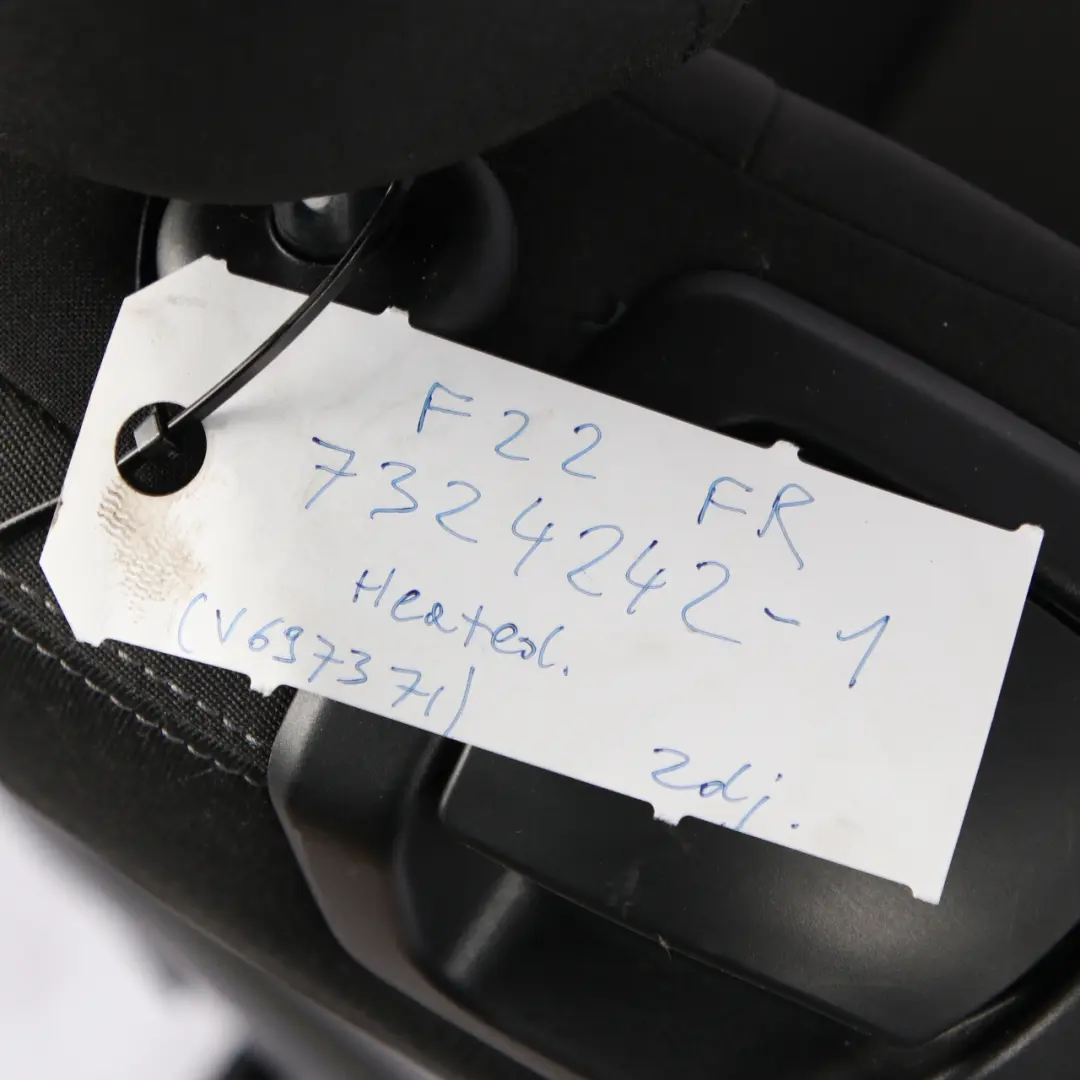 F22 FR
7324242-1
Heated.
(V697371)
zdj.